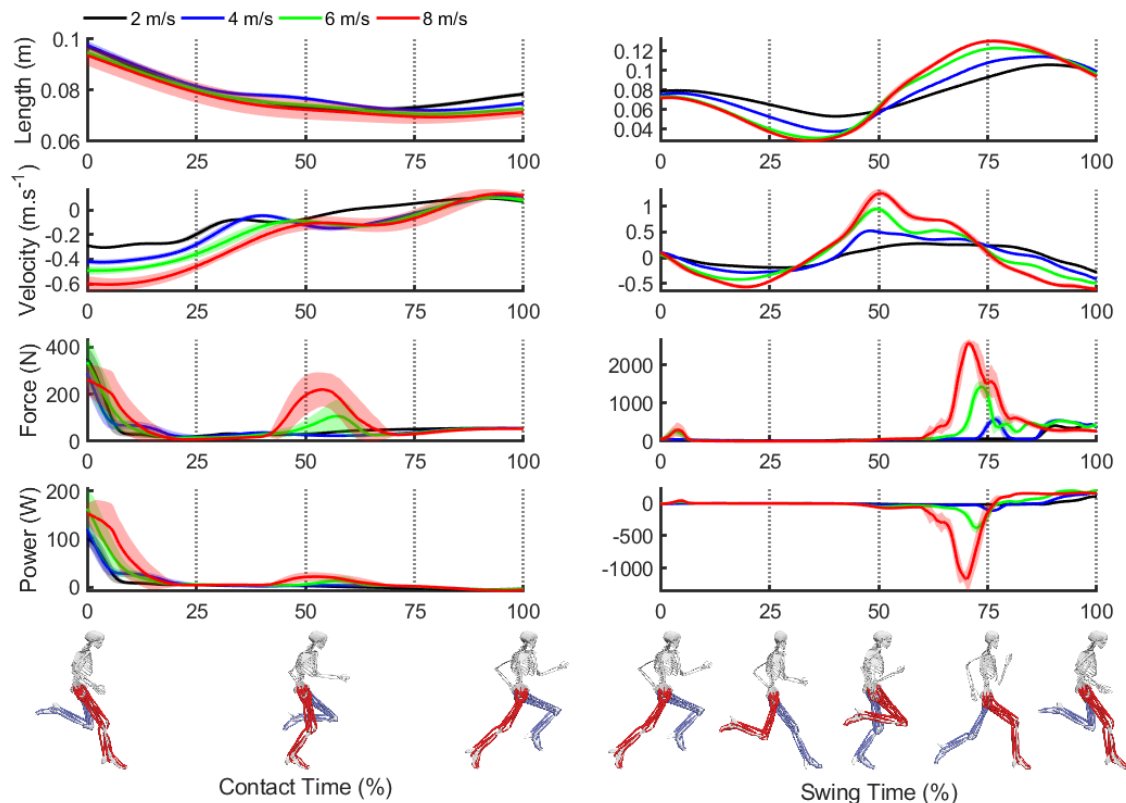 2 m/s 4 m/s 6 m/s 8 m/s
Length (m)
0.1
0.08
0.06
0 25 50 75 100
0.12
0.1
0.08
0.06
0.04
0 25 50 75 100
Velocity (m.s-1)
0
-0.2
-0.4
-0.6
0 25 50 75 100
1
0.5
0
-0.5
0 25 50 75 100
Force (N)
400
200
0
0 25 50 75 100
2000
1000
0
0 25 50 75 100
Power (W)
200
100
0
0 25 50 75 100
0
-500
-1000
0 25 50 75 100
Contact Time (%)
Swing Time (%)